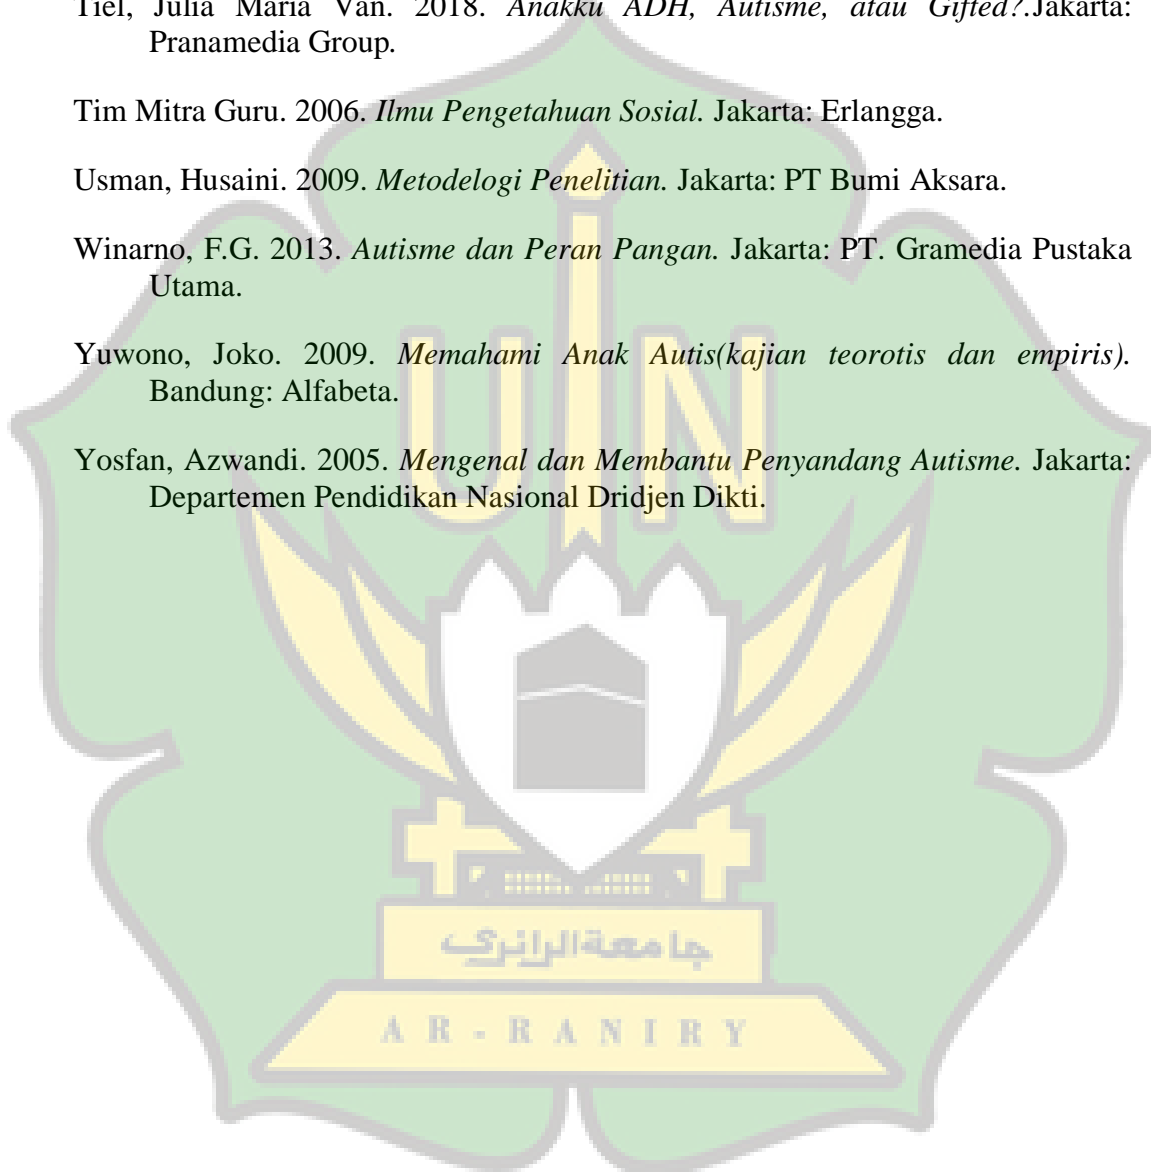 Tiel, Julia Maria Van. 2018. Anakku ADH, Autisme, atau Gifted?.Jakarta:
Pranamedia Group.
Tim Mitra Guru. 2006. Ilmu Pengetahuan Sosial. Jakarta: Erlangga.
Usman, Husaini. 2009. Metodelogi Penelitian. Jakarta: PT Bumi Aksara.
Winarno, F.G. 2013. Autisme dan Peran Pangan. Jakarta: PT. Gramedia Pustaka
Utama.
Yuwono, Joko. 2009. Memahami Anak Autis(kajian teorotis dan empiris).
Bandung: Alfabeta.
Yosfan, Azwandi. 2005. Mengenal dan Membantu Penyandang Autisme. Jakarta:
Departemen Pendidikan Nasional Dridjen Dikti.
UIN
جامعة الرانري
AR-RANIRY